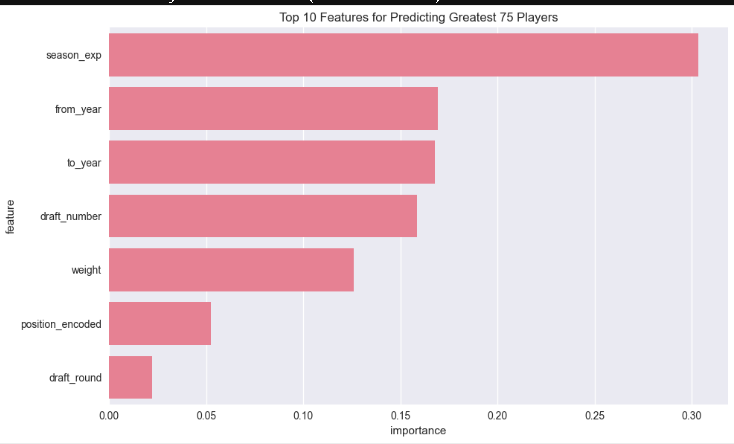 Top 10 Features for Predicting Greatest 75 Players
season_exp
from_year
to_year
draft_number
weight
position_encoded
draft_round
feature
0.00 0.05 0.10 0.15 0.20 0.25 0.30
importance